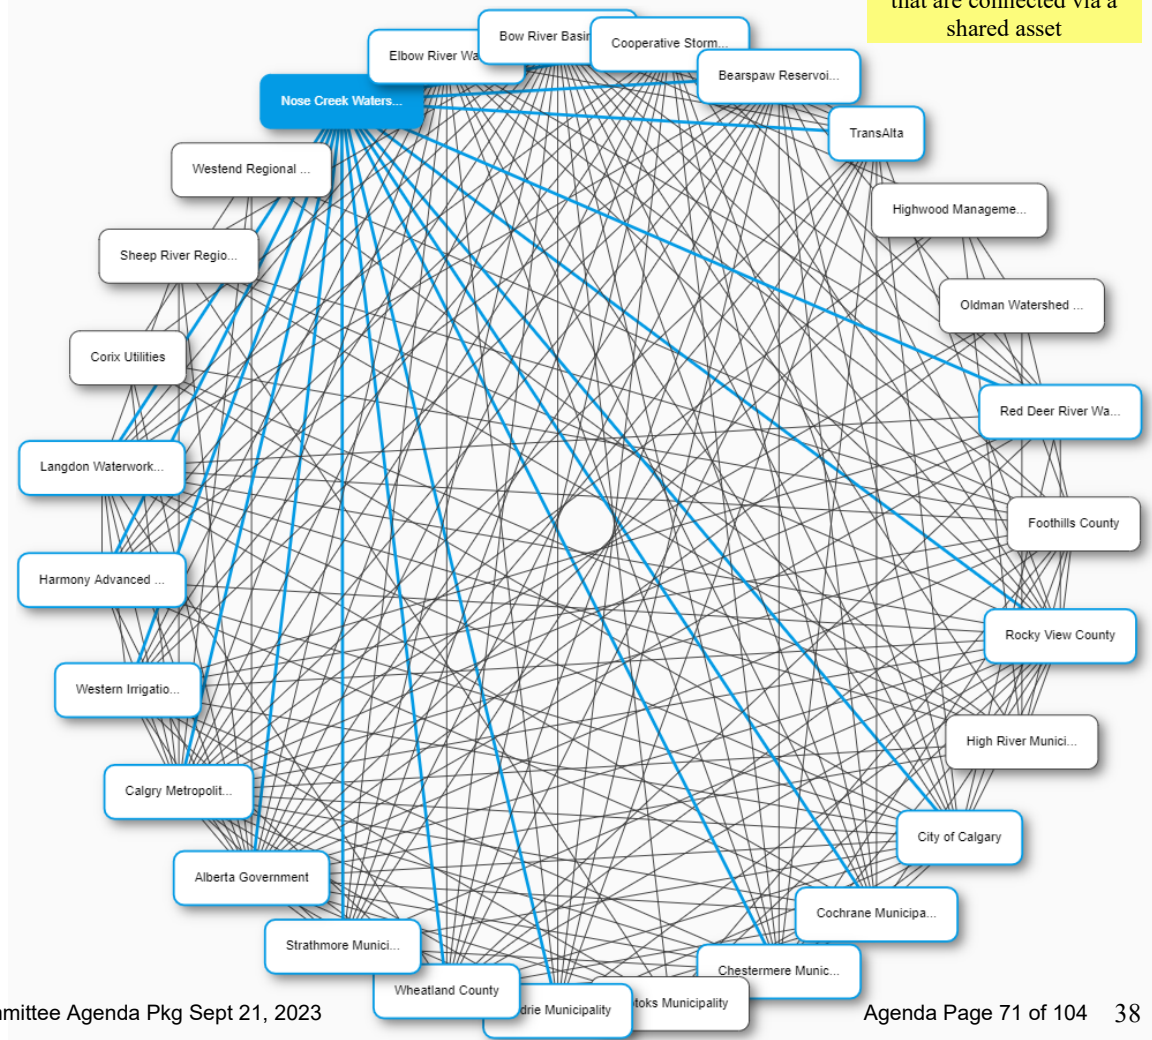 that are connected via a
shared asset
Bow River Basin
Cooperative Storm...
Elbow River Wa
Bearspaw Reservoi...
Nose Creek Waters...
TransAlta
Westend Regional ...
Highwood Manageme...
Sheep River Regio...
Oldman Watershed ...
Corix Utilities
Red Deer River Wa...
Langdon Waterwork...
Foothills County
Harmony Advanced ...
Rocky View County
Western Irrigatio...
High River Munici...
Calgry Metropolit...
City of Calgary
Alberta Government
Cochrane Municipa...
Strathmore Munici...
Chestermere Munic...
Wheatland County
drie Municipality
toks Municipality
mittee Agenda Pkg Sept 21, 2023
Agenda Page 71 of 104 38